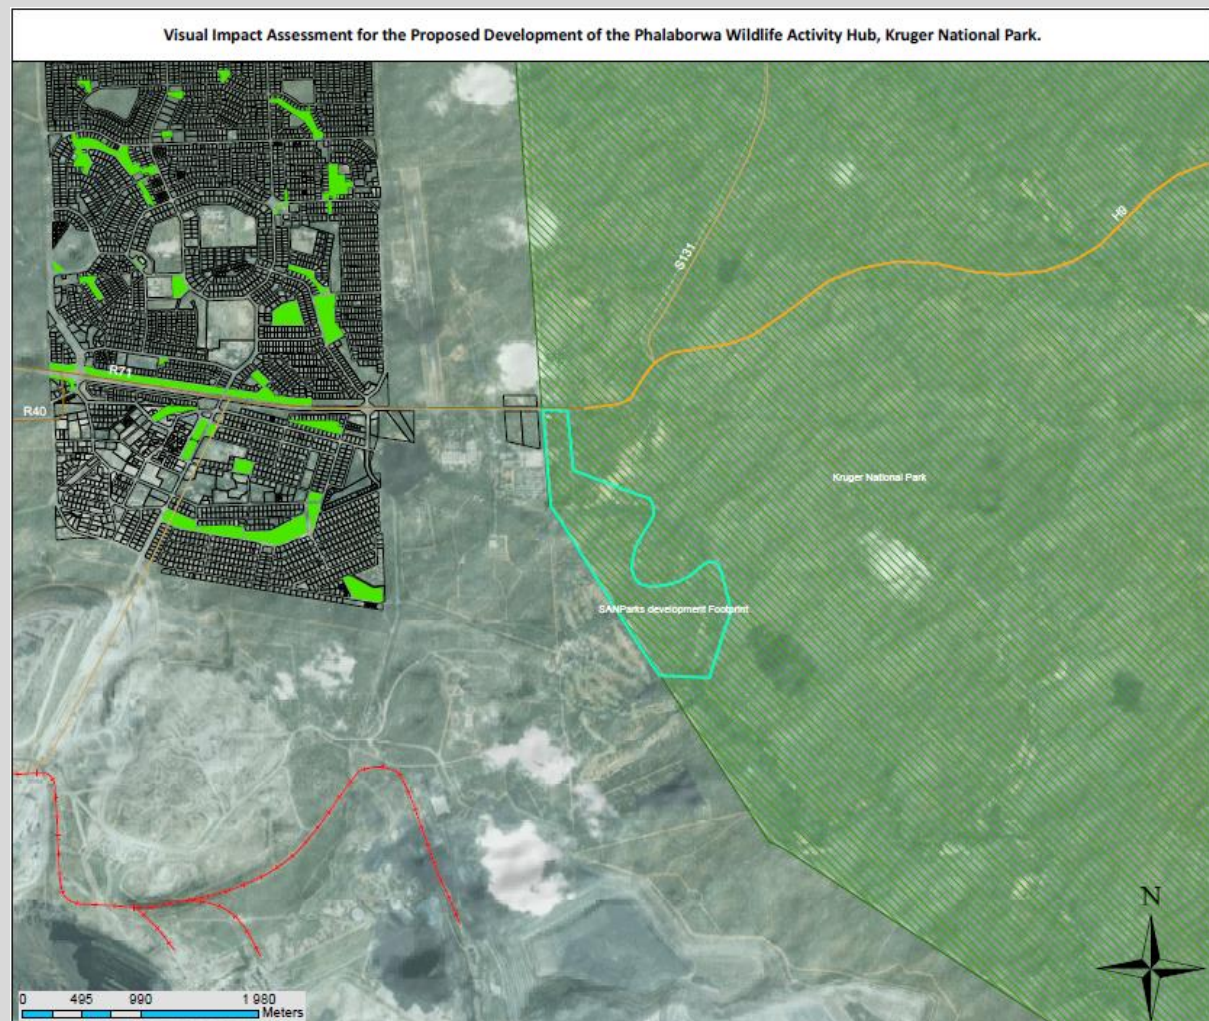 Visual Impact Assessment for the Proposed Development of the Phalaborwa Wildlife Activity Hub, Kruger National Park.
S131
H9
R71
R40
Kruger National Park
SANParks development Footprint
N
0 495 990 1 980
Meters